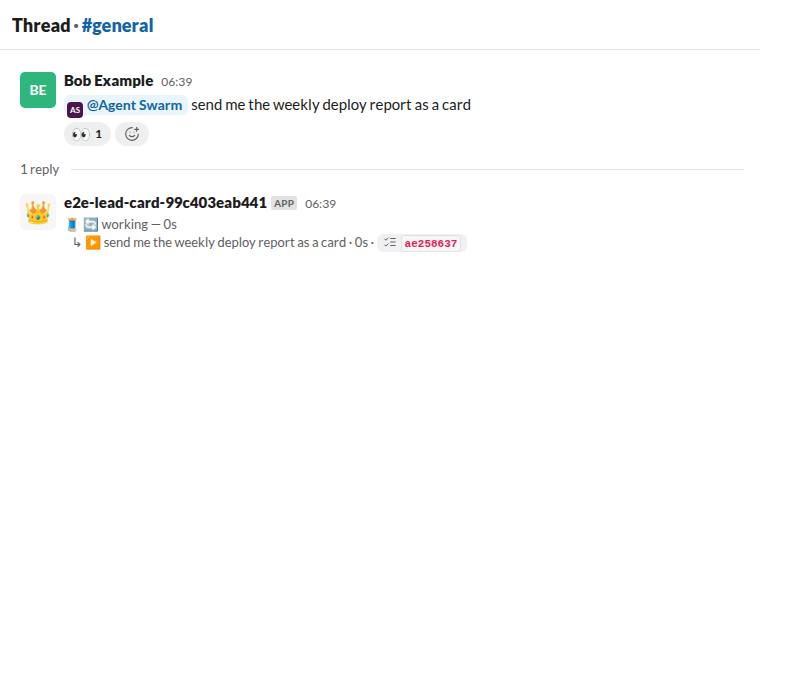 Thread • #general
BE
Bob Example 06:39
AS @Agent Swarm send me the weekly deploy report as a card
👀 1
1 reply
e2e-lead-card-99c403eab441 APP 06:39
🧵 🔄 working — 0s
↳ ▶️ send me the weekly deploy report as a card · 0s · ae258637